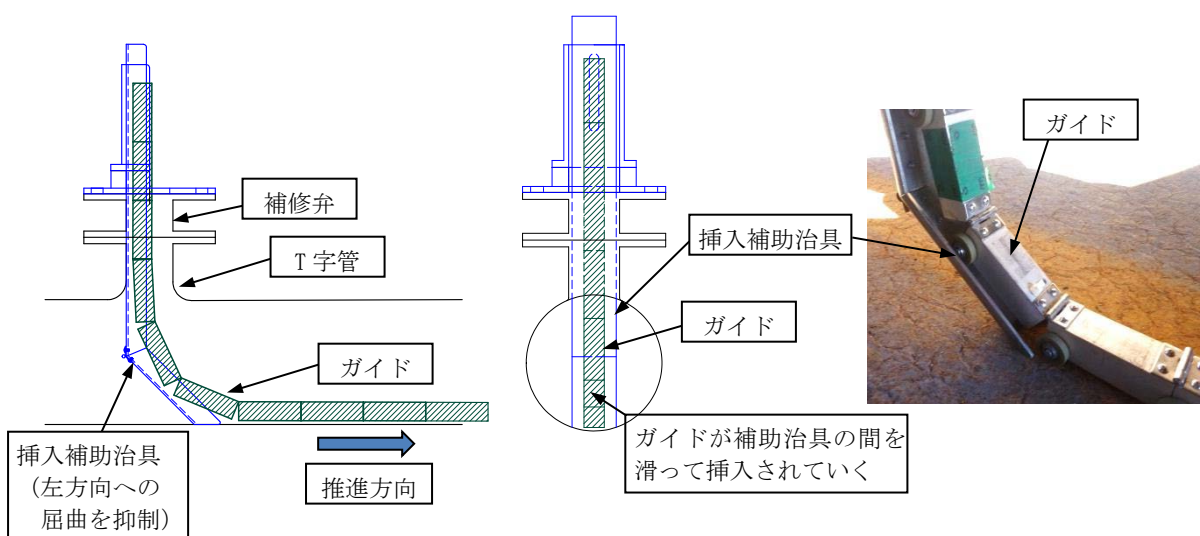 補修弁
T字管
ガイド
挿入補助治具
(左方向への
屈曲を抑制)
推進方向
挿入補助治具
ガイド
ガイドが補助治具の間を
滑って挿入されていく
ガイド